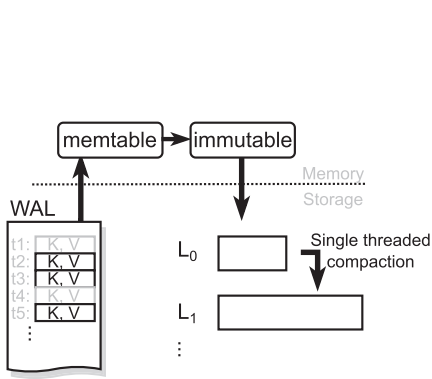 memtable
immutable
Memory
Storage
WAL
t1: K, V
t2: K, V
t3: K, V
t4: K, V
t5: K, V
⋮
L0
Single threaded
compaction
L1
⋮